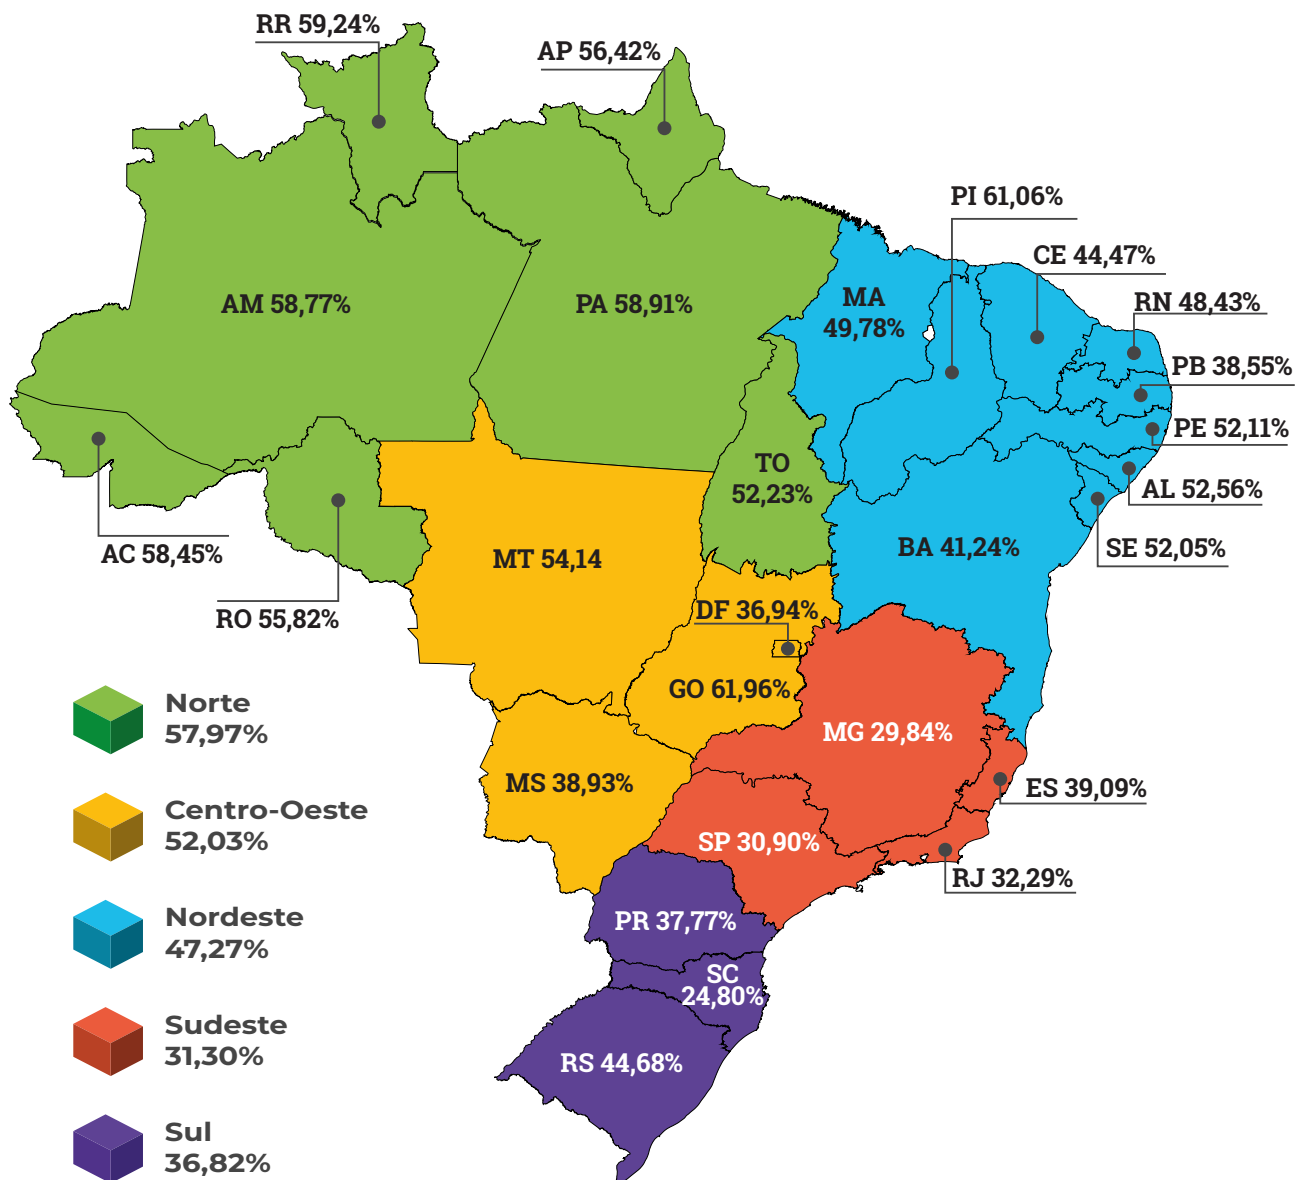 RR 59,24%
AP 56,42%
PI 61,06%
CE 44,47%
RN 48,43%
PB 38,55%
PE 52,11%
AL 52,56%
SE 52,05%
AM 58,77%
PA 58,91%
MA
49,78%
TO
52,23%
AC 58,45%
RO 55,82%
MT 54,14
BA 41,24%
DF 36,94%
GO 61,96%
MG 29,84%
MS 38,93%
ES 39,09%
SP 30,90%
RJ 32,29%
PR 37,77%
SC
24,80%
RS 44,68%
Norte
57,97%
Centro-Oeste
52,03%
Nordeste
47,27%
Sudeste
31,30%
Sul
36,82%